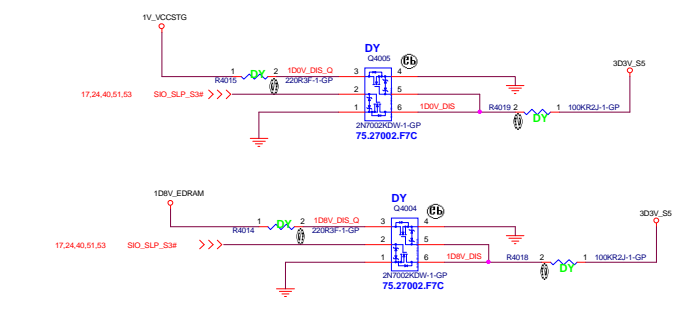 1V_VCCSTG
DY
Q4005
3D3V_S5
1 DY 2 1D0V_DIS_Q 3 4
R4015 220R3F-1-GP
17,24,40,51,53 SIO_SLP_S3# 2 5
1 6 1D0V_DIS R4019 2 DY 1 100KR2J-1-GP
2N7002KDW-1-GP
75.27002.F7C
1D8V_EDRAM
DY
Q4004
3D3V_S5
1 DY 2 1D8V_DIS_Q 3 4
R4014 220R3F-1-GP
17,24,40,51,53 SIO_SLP_S3# 2 5
1 6 1D8V_DIS R4018 2 DY 1 100KR2J-1-GP
2N7002KDW-1-GP
75.27002.F7C